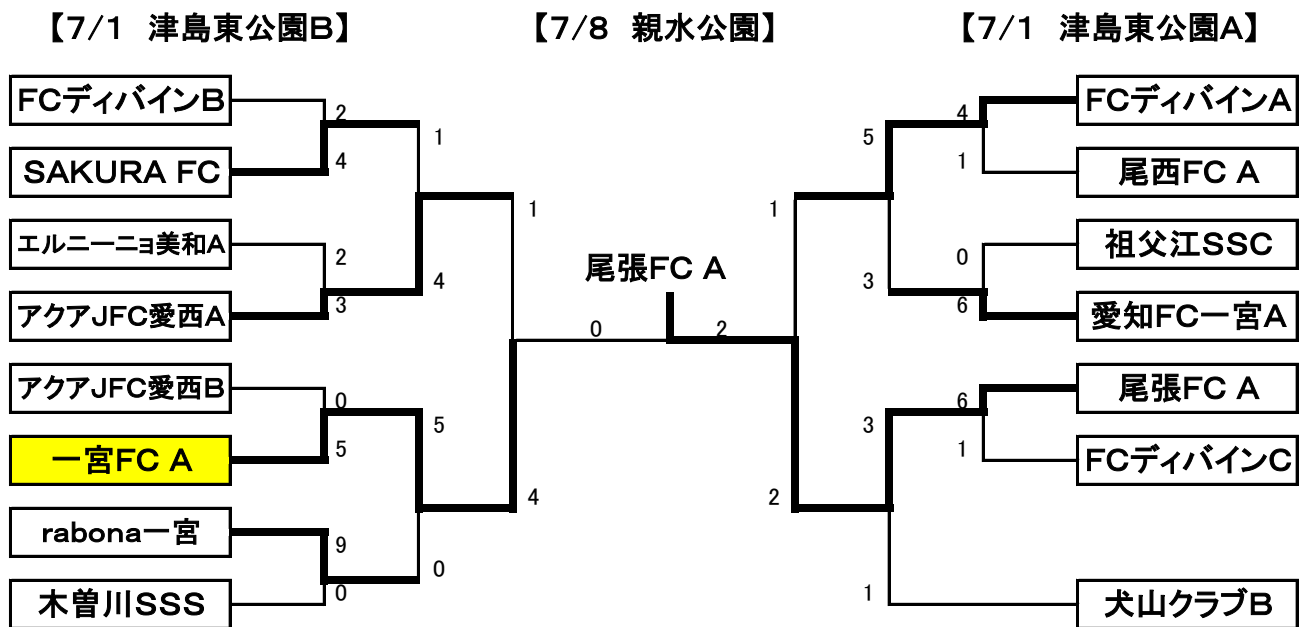 【7/1 津島東公園B】
【7/8 親水公園】
【7/1 津島東公園A】
FCディバインB
SAKURA FC
エルニーニョ美和A
アクアJFC愛西A
アクアJFC愛西B
一宮FC A
rabona一宮
木曽川SSS
2
4
2
3
0
5
9
0
1
4
5
0
1
4
尾張FC A
0
2
1
2
5
3
3
1
4
1
0
6
6
1
FCディバインA
尾西FC A
祖父江SSC
愛知FC一宮A
尾張FC A
FCディバインC
犬山クラブB